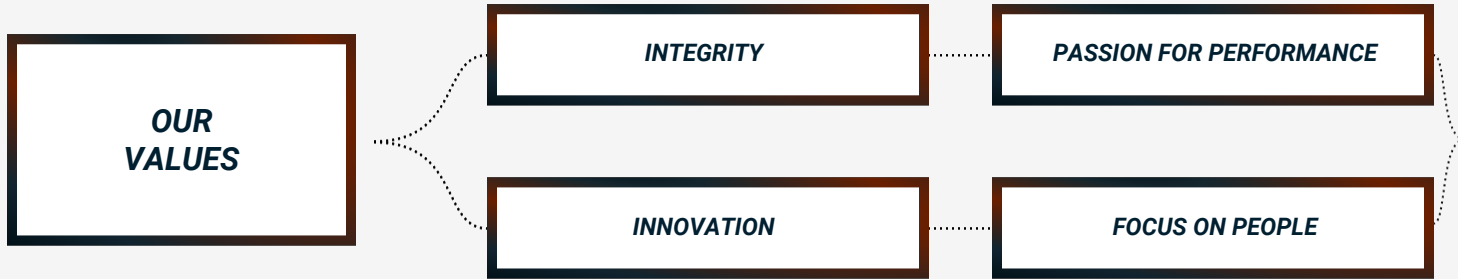 OUR
VALUES
INTEGRITY
PASSION FOR PERFORMANCE
INNOVATION
FOCUS ON PEOPLE